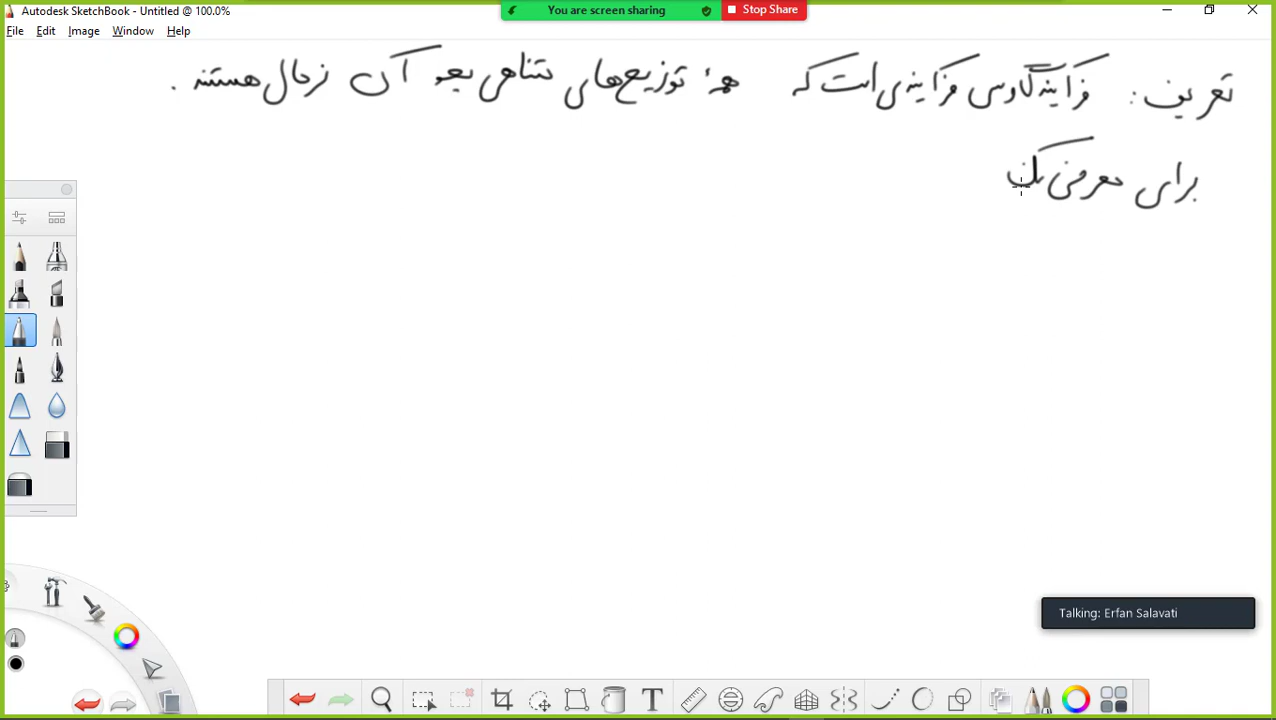 Autodesk SketchBook - Untitled @ 100.0%
You are screen sharing
Stop Share
File Edit Image Window Help
تعریف: فرآیند گاوسی فرآیندی است که همهٔ توزیع‌های متناهی بعد آن نرمال هستند.
برای معرفی یک
Talking: Erfan Salavati